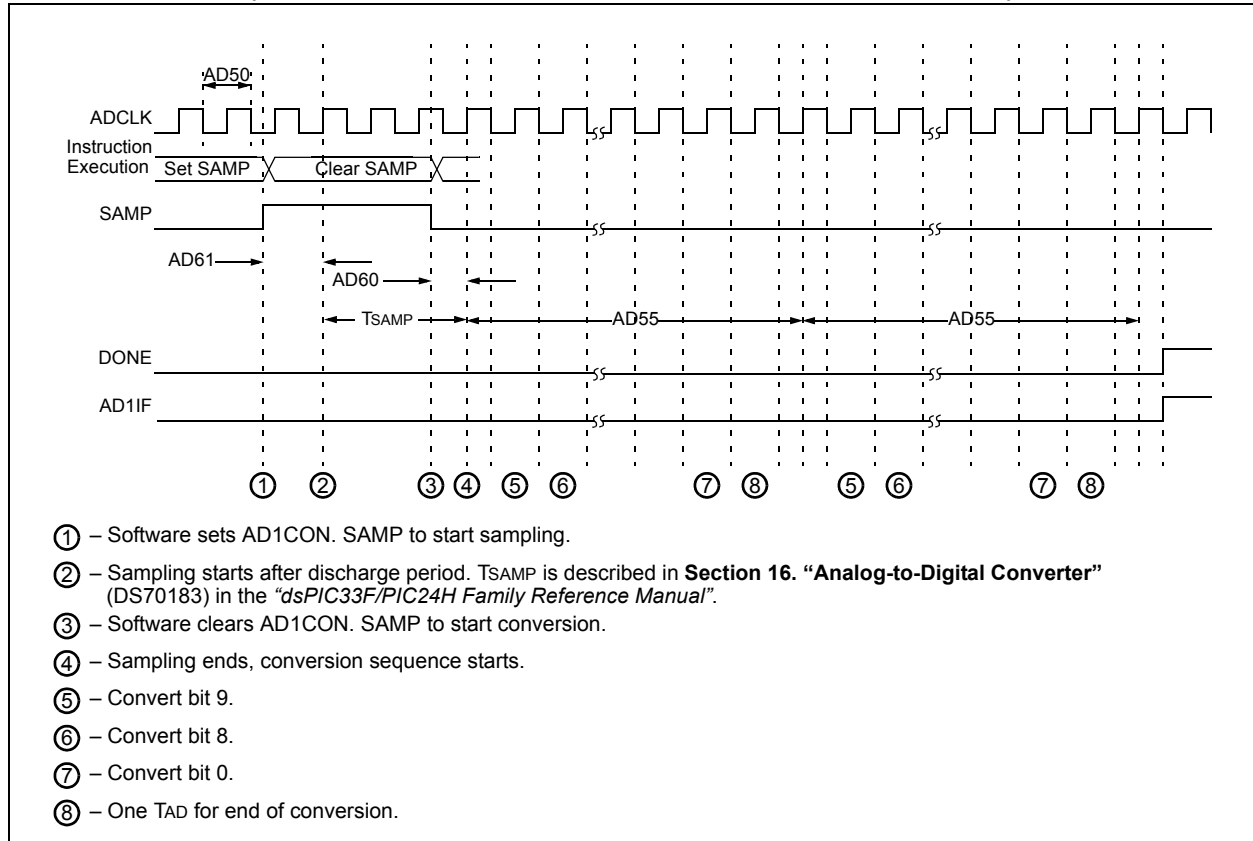 AD50
ADCLK
Instruction
Execution Set SAMP Clear SAMP
SAMP
AD61
AD60
TSAMP AD55 AD55
DONE
AD1IF
1 2 3 4 5 6 7 8 5 6 7 8
1 – Software sets AD1CON. SAMP to start sampling.
2 – Sampling starts after discharge period. TSAMP is described in Section 16. “Analog-to-Digital Converter”
(DS70183) in the “dsPIC33F/PIC24H Family Reference Manual”.
3 – Software clears AD1CON. SAMP to start conversion.
4 – Sampling ends, conversion sequence starts.
5 – Convert bit 9.
6 – Convert bit 8.
7 – Convert bit 0.
8 – One TAD for end of conversion.